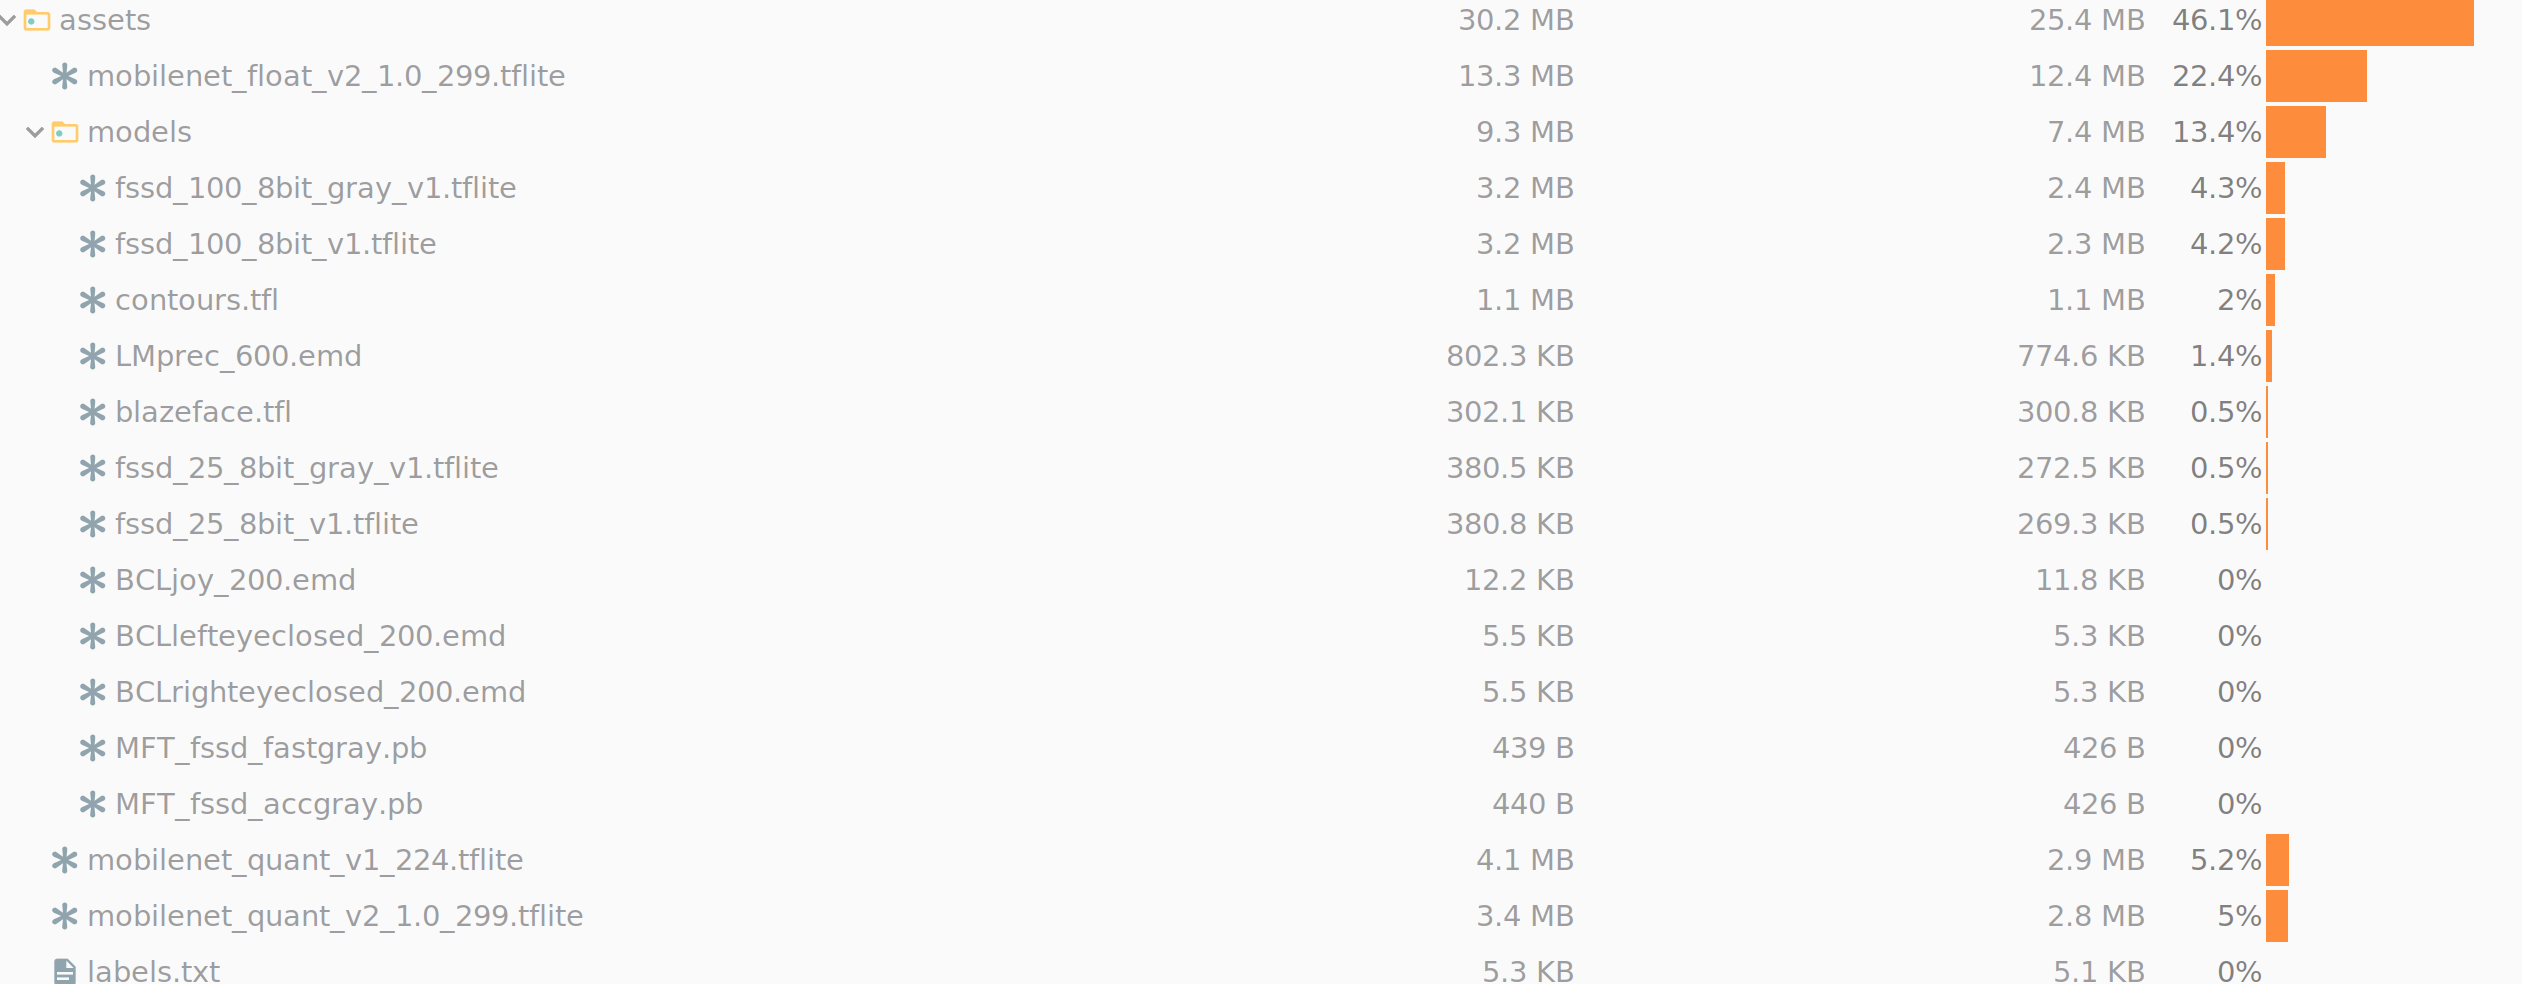 assets 30.2 MB 25.4 MB 46.1%
mobilenet_float_v2_1.0_299.tflite 13.3 MB 12.4 MB 22.4%
models 9.3 MB 7.4 MB 13.4%
fssd_100_8bit_gray_v1.tflite 3.2 MB 2.4 MB 4.3%
fssd_100_8bit_v1.tflite 3.2 MB 2.3 MB 4.2%
contours.tfl 1.1 MB 1.1 MB 2%
LMprec_600.emd 802.3 KB 774.6 KB 1.4%
blazeface.tfl 302.1 KB 300.8 KB 0.5%
fssd_25_8bit_gray_v1.tflite 380.5 KB 272.5 KB 0.5%
fssd_25_8bit_v1.tflite 380.8 KB 269.3 KB 0.5%
BCLjoy_200.emd 12.2 KB 11.8 KB 0%
BCLlefteyeclosed_200.emd 5.5 KB 5.3 KB 0%
BCLrighteyeclosed_200.emd 5.5 KB 5.3 KB 0%
MFT_fssd_fastgray.pb 439 B 426 B 0%
MFT_fssd_accgray.pb 440 B 426 B 0%
mobilenet_quant_v1_224.tflite 4.1 MB 2.9 MB 5.2%
mobilenet_quant_v2_1.0_299.tflite 3.4 MB 2.8 MB 5%
labels.txt 5.3 KB 5.1 KB 0%